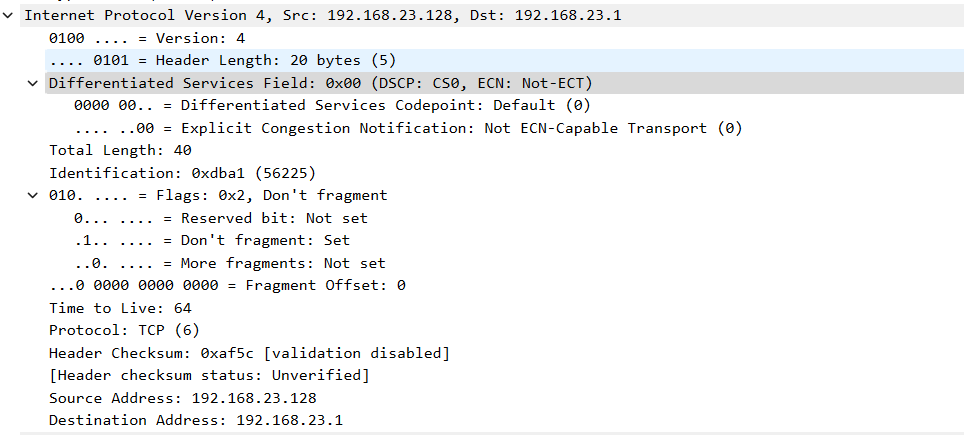 Internet Protocol Version 4, Src: 192.168.23.128, Dst: 192.168.23.1
0100 .... = Version: 4
.... 0101 = Header Length: 20 bytes (5)
Differentiated Services Field: 0x00 (DSCP: CS0, ECN: Not-ECT)
0000 00.. = Differentiated Services Codepoint: Default (0)
.... ..00 = Explicit Congestion Notification: Not ECN-Capable Transport (0)
Total Length: 40
Identification: 0xdba1 (56225)
010. .... = Flags: 0x2, Don't fragment
0... .... = Reserved bit: Not set
.1.. .... = Don't fragment: Set
..0. .... = More fragments: Not set
...0 0000 0000 0000 = Fragment Offset: 0
Time to Live: 64
Protocol: TCP (6)
Header Checksum: 0xaf5c [validation disabled]
[Header checksum status: Unverified]
Source Address: 192.168.23.128
Destination Address: 192.168.23.1